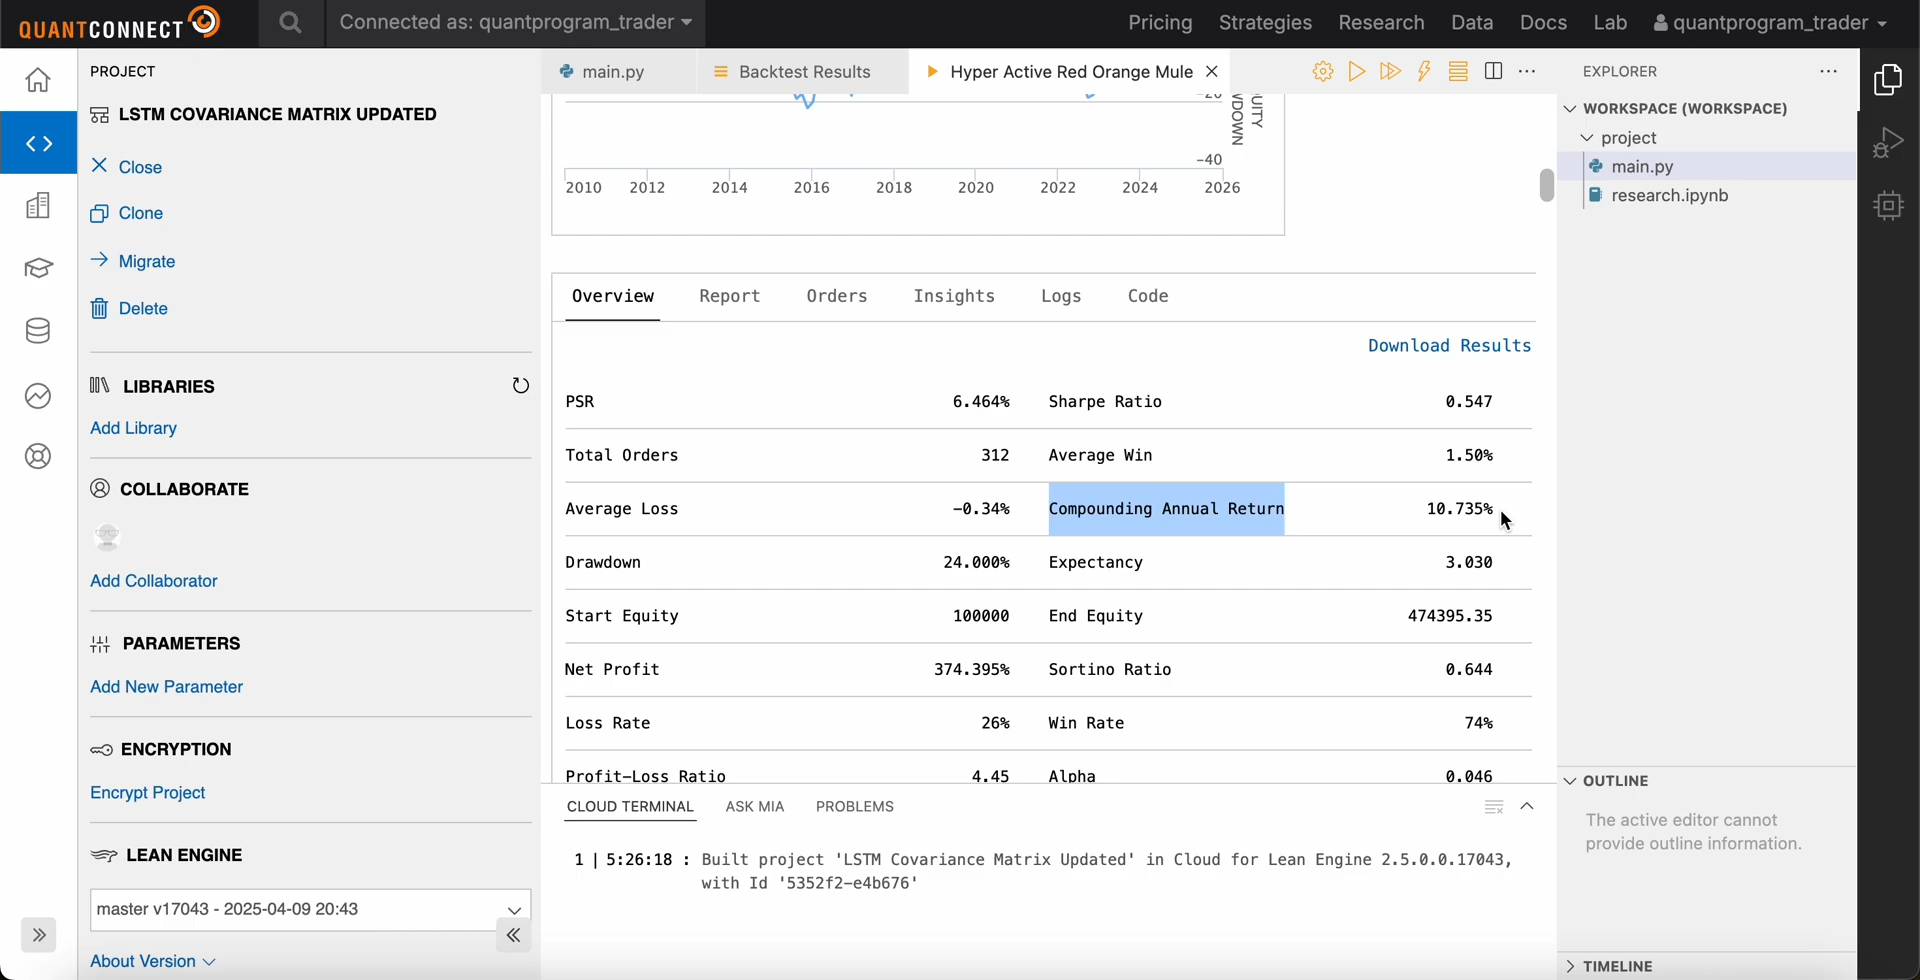 QUANTCONNECT
Connected as: quantprogram_trader
Pricing
Strategies
Research
Data
Docs
Lab
quantprogram_trader
PROJECT
LSTM COVARIANCE MATRIX UPDATED
Close
Clone
Migrate
Delete
LIBRARIES
Add Library
COLLABORATE
Add Collaborator
PARAMETERS
Add New Parameter
ENCRYPTION
Encrypt Project
LEAN ENGINE
master v17043 - 2025-04-09 20:43
About Version
main.py
Backtest Results
Hyper Active Red Orange Mule
-20
-40
2010 2012 2014 2016 2018 2020 2022 2024 2026
Overview Report Orders Insights Logs Code
Download Results
PSR 6.464% Sharpe Ratio 0.547
Total Orders 312 Average Win 1.50%
Average Loss -0.34% Compounding Annual Return 10.735%
Drawdown 24.000% Expectancy 3.030
Start Equity 100000 End Equity 474395.35
Net Profit 374.395% Sortino Ratio 0.644
Loss Rate 26% Win Rate 74%
Profit-Loss Ratio 4.45 Alpha 0.046
CLOUD TERMINAL ASK MIA PROBLEMS
1 | 5:26:18 : Built project 'LSTM Covariance Matrix Updated' in Cloud for Lean Engine 2.5.0.0.17043,
with Id '5352f2-e4b676'
EXPLORER
WORKSPACE (WORKSPACE)
project
main.py
research.ipynb
OUTLINE
The active editor cannot
provide outline information.
TIMELINE